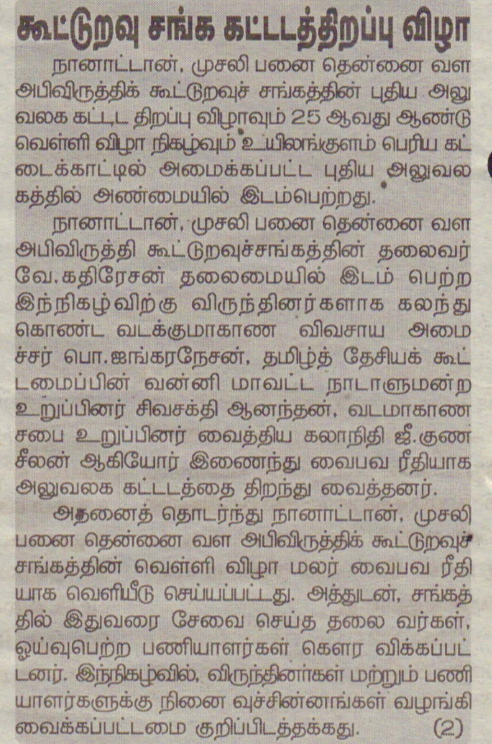 கூட்டுறவு சங்க கட்டடத்திறப்பு விழா
நானாட்டான், முசலி பனை தென்னை வள
அபிவிருத்திக் கூட்டுறவுச் சங்கத்தின் புதிய அலு
வலக கட்டிட திறப்பு விழாவும் 25 ஆவது ஆண்டு
வெள்ளி விழா நிகழ்வும் உயிலங்குளம் பெரிய கட்
டைக்காட்டில் அமைக்கப்பட்ட புதிய அலுவல
கத்தில் அண்மையில் இடம்பெற்றது.
நானாட்டான், முசலி பனை தென்னை வள
அபிவிருத்தி கூட்டுறவுச்சங்கத்தின் தலைவர்
வே.கதிரேசன் தலைமையில் இடம் பெற்ற
இந்நிகழ்விற்கு விருந்தினர்களாக கலந்து
கொண்ட வடக்குமாகாண விவசாய அமை
ச்சர் பொ.ஐங்கரநேசன், தமிழ்த் தேசியக் கூட்
டமைப்பின் வன்னி மாவட்ட நாடாளுமன்ற
உறுப்பினர் சிவசக்தி ஆனந்தன், வடமாகாண
சபை உறுப்பினர் வைத்திய கலாநிதி ஜீ.குண
சீலன் ஆகியோர் இணைந்து வைபவ ரீதியாக
அலுவலக கட்டடத்தை திறந்து வைத்தனர்.
அதனைத் தொடர்ந்து நானாட்டான், முசலி
பனை தென்னை வள அபிவிருத்திக் கூட்டுறவுச்
சங்கத்தின் வெள்ளி விழா மலர் வைபவ ரீதி
யாக வெளியீடு செய்யப்பட்டது. அத்துடன், சங்கத்
தில் இதுவரை சேவை செய்த தலை வர்கள்,
ஓய்வுபெற்ற பணியாளர்கள் கௌர விக்கப்பட்
டனர். இந்நிகழ்வில், விருந்தினர்கள் மற்றும் பணி
யாளர்களுக்கு நினை வுச்சின்னங்கள் வழங்கி
வைக்கப்பட்டமை குறிப்பிடத்தக்கது. (2)